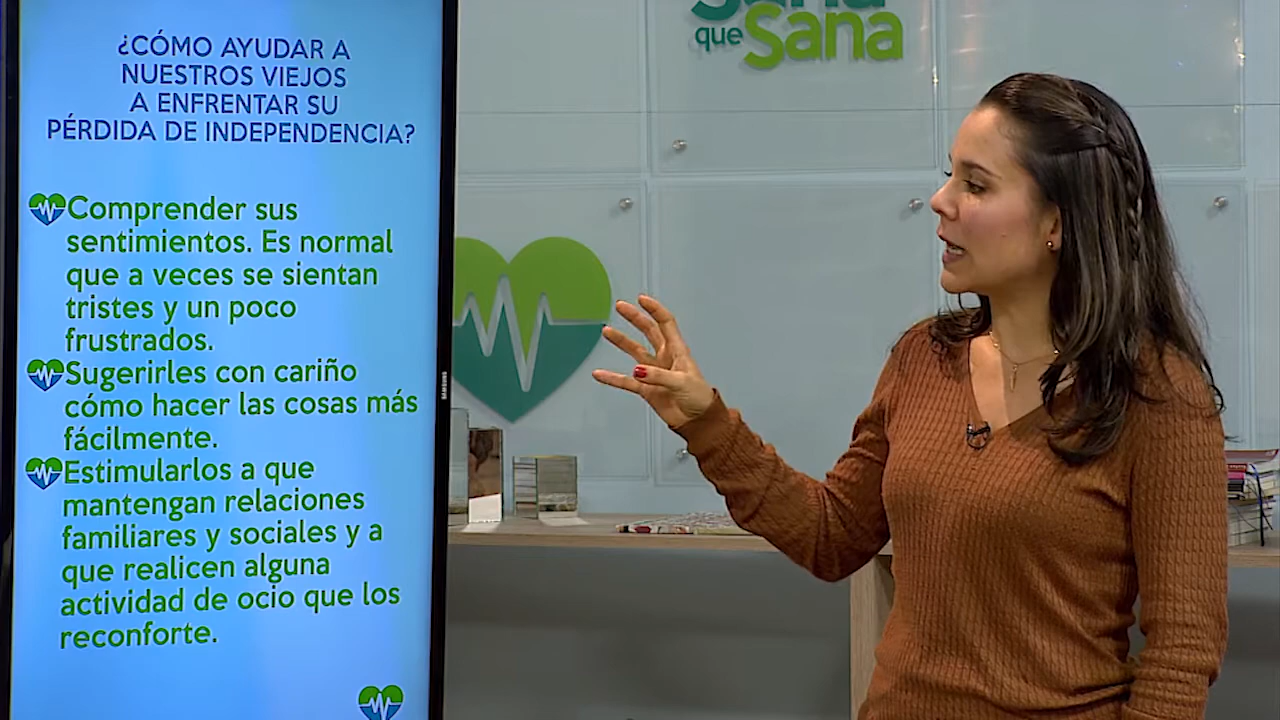 ¿CÓMO AYUDAR A
NUESTROS VIEJOS
A ENFRENTAR SU
PÉRDIDA DE INDEPENDENCIA?
Comprender sus
sentimientos. Es normal
que a veces se sientan
tristes y un poco
frustrados.
Sugerirles con cariño
cómo hacer las cosas más
fácilmente.
Estimularlos a que
mantengan relaciones
familiares y sociales y a
que realicen alguna
actividad de ocio que los
reconforte.
SAMSUNG
Sana
que Sana